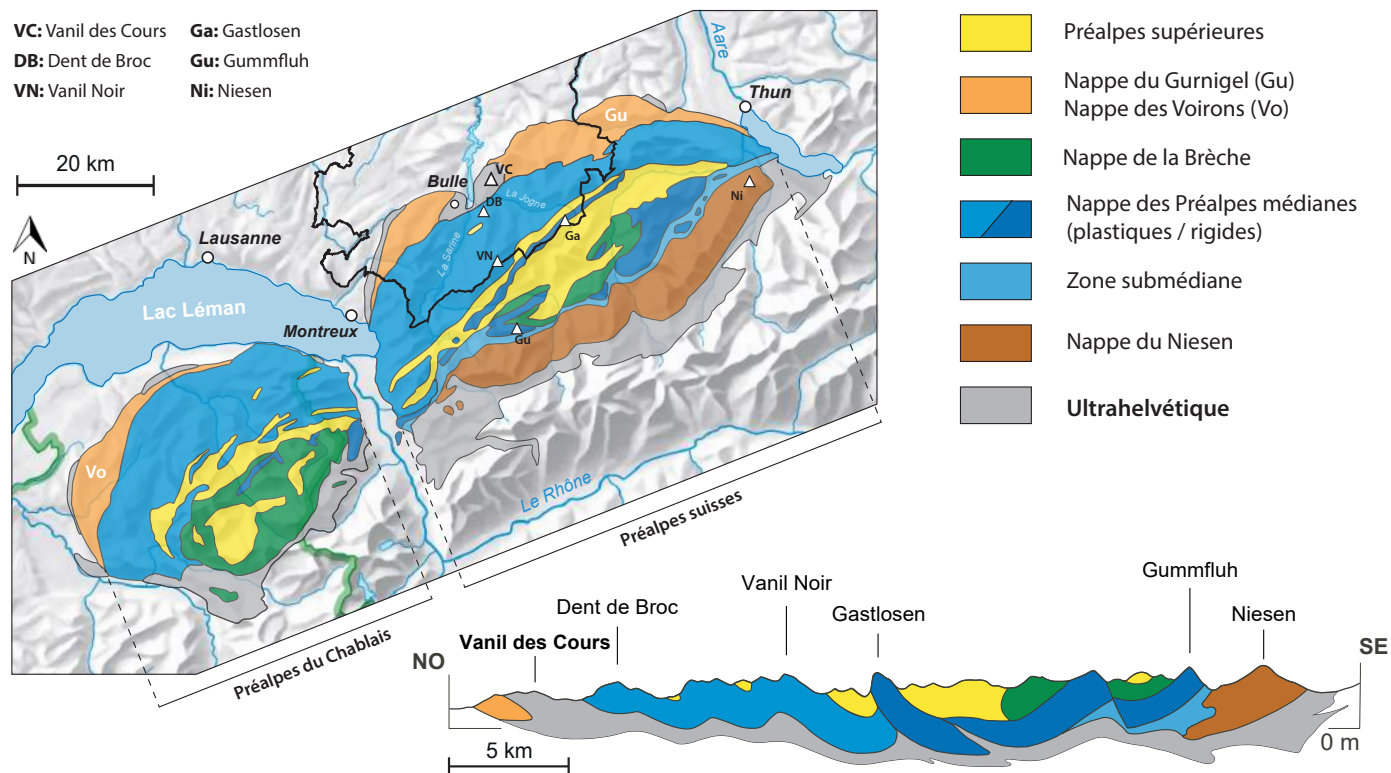 VC: Vanil des Cours
DB: Dent de Broc
VN: Vanil Noir
Ga: Gastlosen
Gu: Gummfluh
Ni: Niesen
20 km
N
Aare
Thun
Gu
VC
Bulle
La Jogne
DB
Ni
Lausanne
Ga
La Sarine
VN
Lac Léman
Montreux
Gu
Vo
Le Rhône
Préalpes suisses
Préalpes du Chablais
Préalpes supérieures
Nappe du Gurnigel (Gu)
Nappe des Voirons (Vo)
Nappe de la Brèche
Nappe des Préalpes médianes
(plastiques / rigides)
Zone submédiane
Nappe du Niesen
Ultrahelvétique
NO
Vanil des Cours
Dent de Broc
Vanil Noir
Gastlosen
Gummfluh
Niesen
SE
5 km
0 m